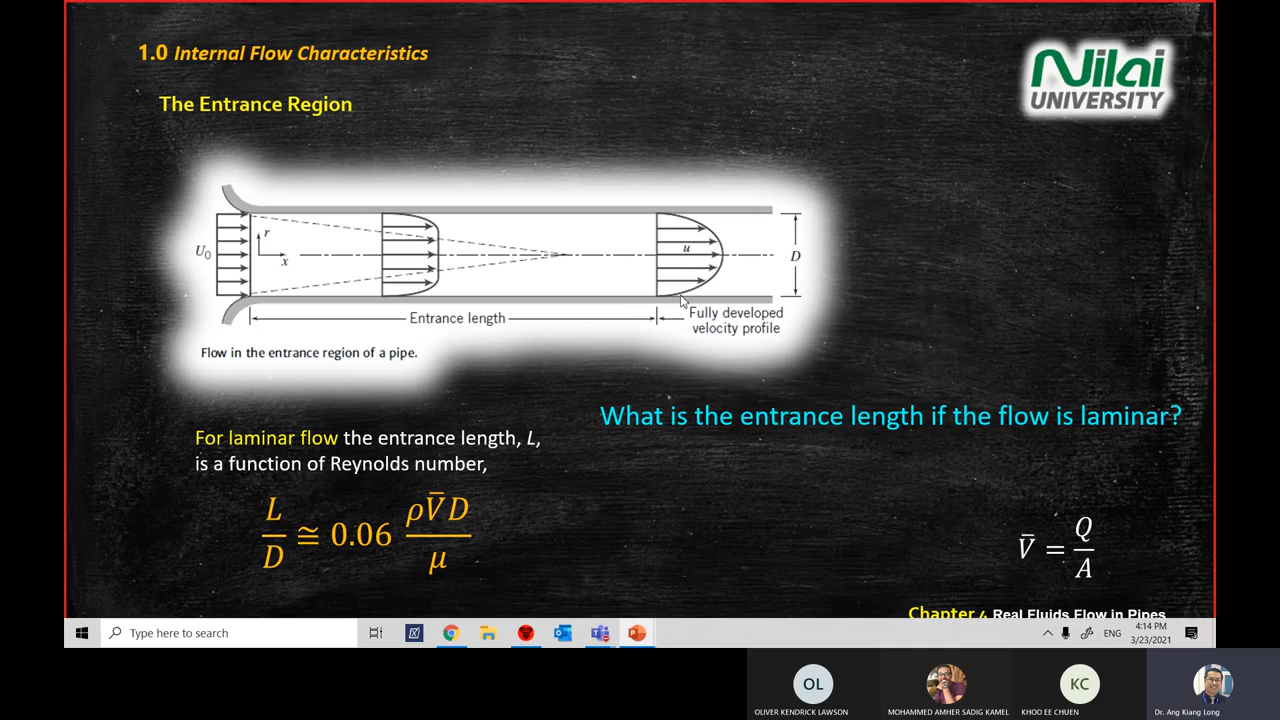 1.0 Internal Flow Characteristics
Nilai
UNIVERSITY
The Entrance Region
U0
r
x
u
D
Entrance length
Fully developed
velocity profile
Flow in the entrance region of a pipe.
What is the entrance length if the flow is laminar?
For laminar flow the entrance length, L,
is a function of Reynolds number,
L/D ≅ 0.06 ρV̄D/μ
V̄ = Q/A
Chapter 4 Real Fluids Flow in Pipes
Type here to search
ENG
4:14 PM
3/23/2021
OL
KC
OLIVER KENDRICK LAWSON
MOHAMMED AMHER SADIG KAMEL
KHOO EE CHUEN
Dr. Ang Kiang Long